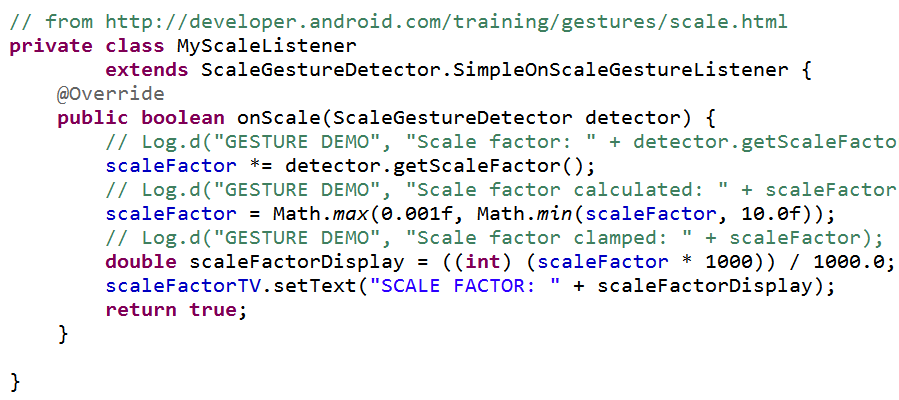 // from http://developer.android.com/training/gestures/scale.html
private class MyScaleListener
extends ScaleGestureDetector.SimpleOnScaleGestureListener {
@Override
public boolean onScale(ScaleGestureDetector detector) {
// Log.d("GESTURE DEMO", "Scale factor: " + detector.getScaleFacto
scaleFactor *= detector.getScaleFactor();
// Log.d("GESTURE DEMO", "Scale factor calculated: " + scaleFactor
scaleFactor = Math.max(0.001f, Math.min(scaleFactor, 10.0f));
// Log.d("GESTURE DEMO", "Scale factor clamped: " + scaleFactor);
double scaleFactorDisplay = ((int) (scaleFactor * 1000)) / 1000.0;
scaleFactorTV.setText("SCALE FACTOR: " + scaleFactorDisplay);
return true;
}
}